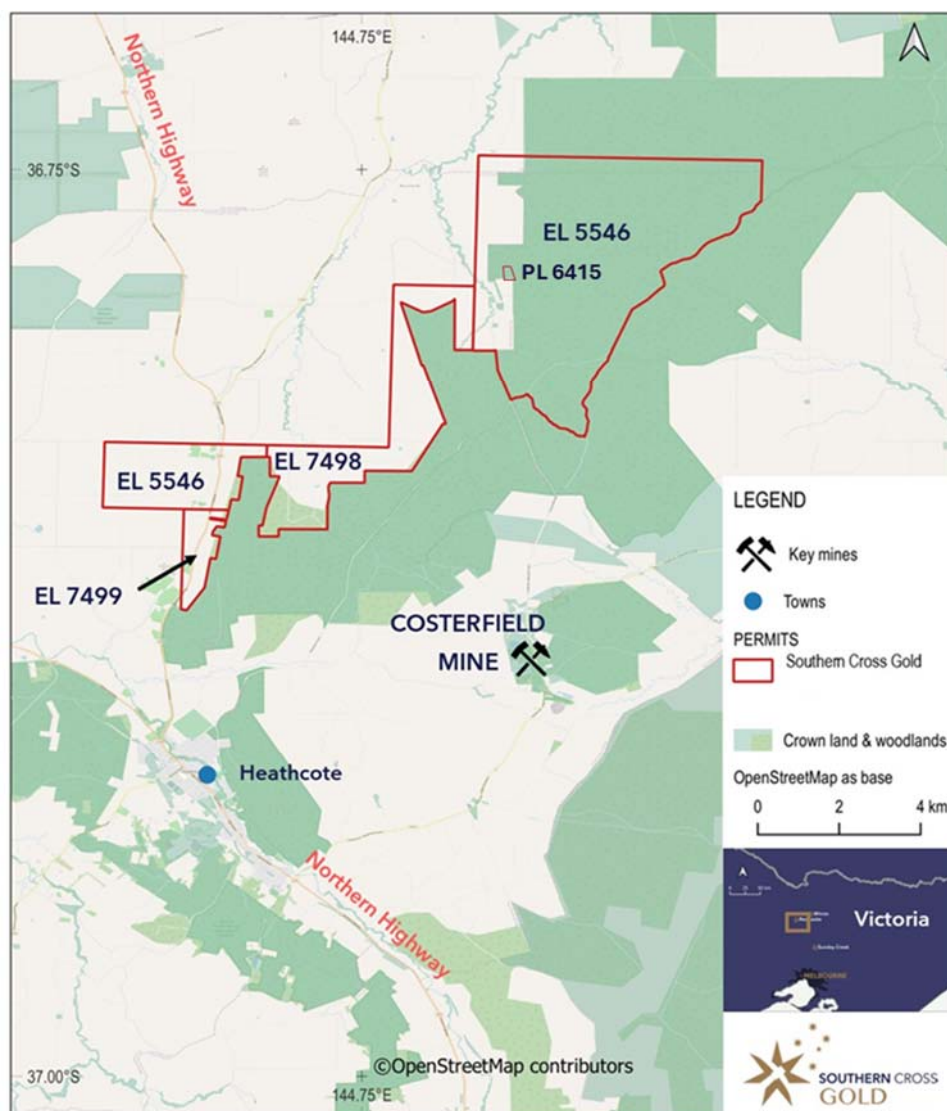 144.75°E
Northern Highway
36.75°S
EL 5546
PL 6415
EL 7498
EL 5546
EL 7499
COSTERFIELD
MINE
Heathcote
Northern Highway
37.00°S
144.75°E
©OpenStreetMap contributors
LEGEND
Key mines
Towns
PERMITS
Southern Cross Gold
Crown land & woodlands
OpenStreetMap as base
0 2 4 km
Victoria
MELBOURNE
SOUTHERN CROSS
GOLD